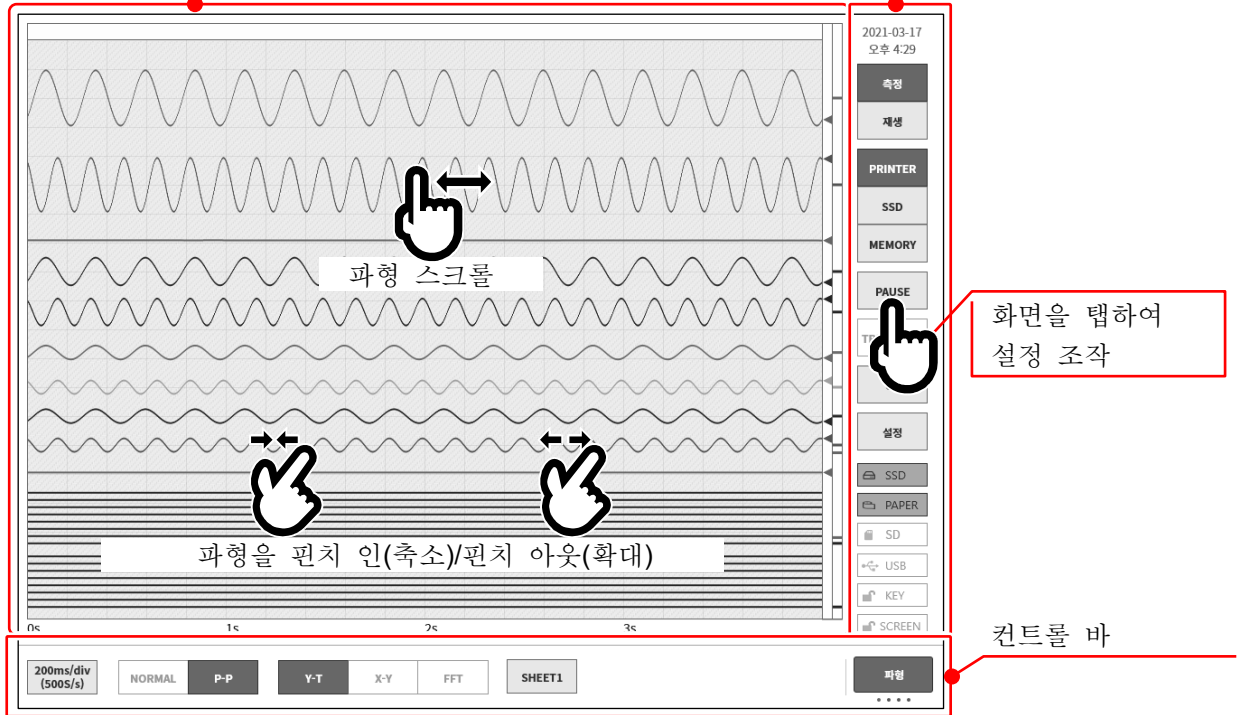 2021-03-17
오후 4:29
측정
재생
PRINTER
SSD
MEMORY
PAUSE
설정
SSD
PAPER
SD
USB
KEY
SCREEN
파형 스크롤
파형을 핀치 인(축소)/핀치 아웃(확대)
화면을 탭하여
설정 조작
0s 1s 2s 3s
컨트롤 바
200ms/div
(500S/s)
NORMAL P-P Y-T X-Y FFT SHEET1 파형